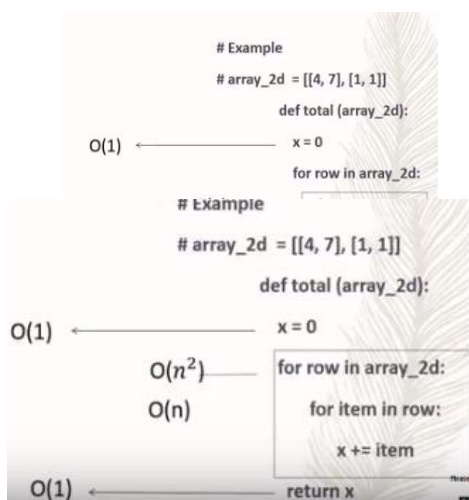 # Example
# array_2d = [[4, 7], [1, 1]]
def total (array_2d):
O(1) x = 0
for row in array_2d:
# Example
# array_2d = [[4, 7], [1, 1]]
def total (array_2d):
O(1) x = 0
O(n²) for row in array_2d:
O(n) for item in row:
x += item
O(1) return x